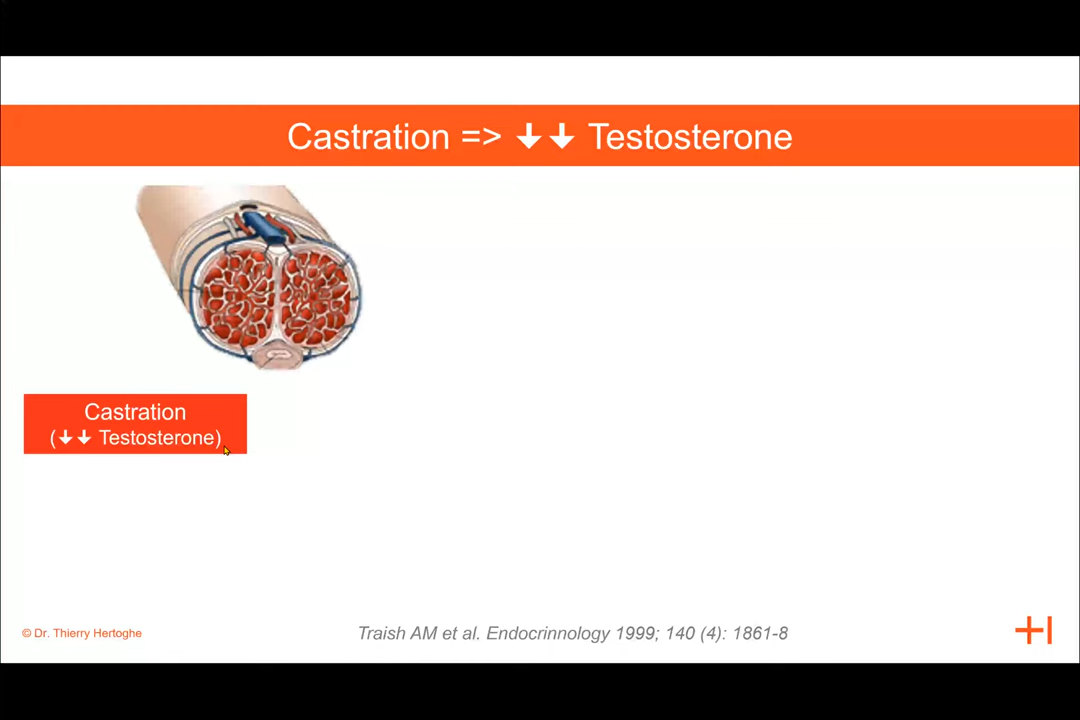 Castration => ↓↓ Testosterone
Castration
(↓↓ Testosterone)
© Dr. Thierry Hertoghe
Traish AM et al. Endocrinnology 1999; 140 (4): 1861-8